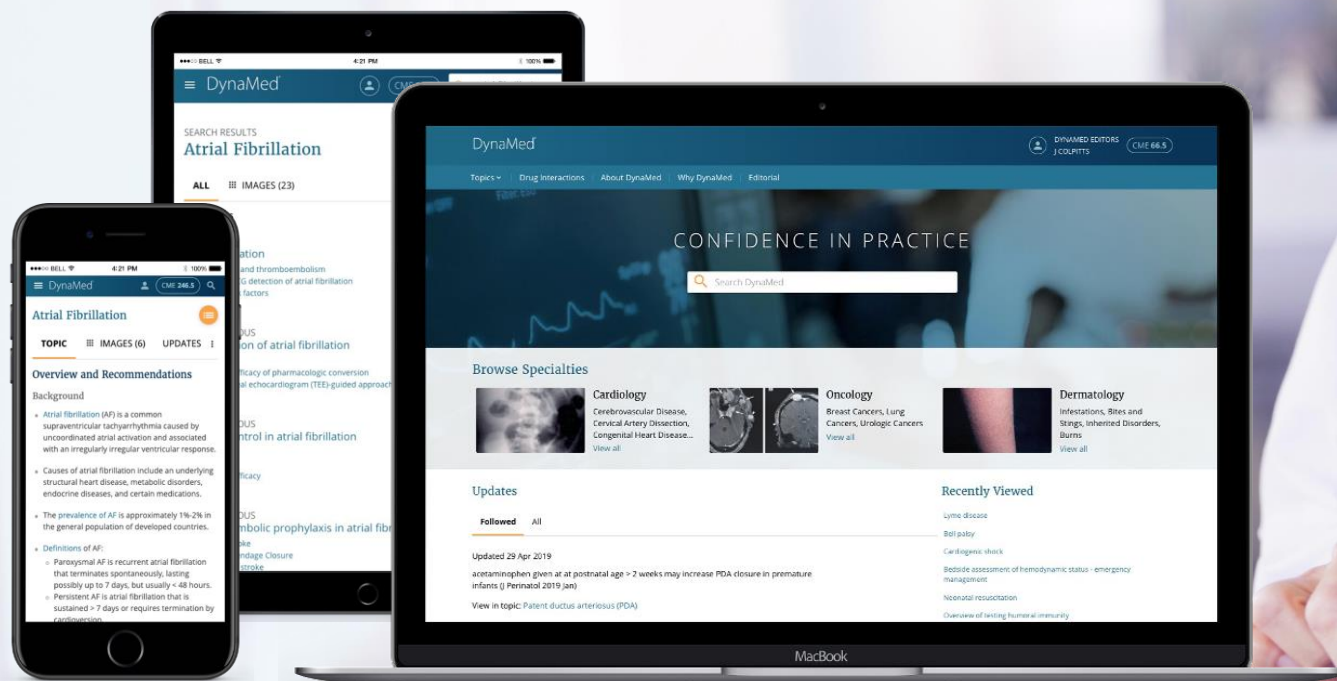 ●●●○○ BELL 4:21 PM 100%
DynaMed
SEARCH RESULTS
Atrial Fibrillation
ALL IMAGES (23)
and thromboembolism
detection of atrial fibrillation
factors
on of atrial fibrillation
efficacy of pharmacologic conversion
echocardiogram (TEE)-guided approach
ntrol in atrial fibrillation
mbolic prophylaxis in atrial fibr
endage Closure
stroke
●●●○○ BELL 4:21 PM 100%
DynaMed CME 246.5
Atrial Fibrillation
TOPIC IMAGES (6) UPDATES
Overview and Recommendations
Background
Atrial fibrillation (AF) is a common
supraventricular tachyarrhythmia caused by
uncoordinated atrial activation and associated
with an irregularly irregular ventricular response.
Causes of atrial fibrillation include an underlying
structural heart disease, metabolic disorders,
endocrine diseases, and certain medications.
The prevalence of AF is approximately 1%-2% in
the general population of developed countries.
Definitions of AF:
Paroxysmal AF is recurrent atrial fibrillation
that terminates spontaneously, lasting
possibly up to 7 days, but usually < 48 hours.
Persistent AF is atrial fibrillation that is
sustained > 7 days or requires termination by
cardioversion.
DynaMed
DYNAMED EDITORS
J COLPITTS
CME 66.5
Topics Drug Interactions About DynaMed Why DynaMed Editorial
CONFIDENCE IN PRACTICE
Search DynaMed
Browse Specialties
Cardiology
Cerebrovascular Disease,
Cervical Artery Dissection,
Congenital Heart Disease...
View all
Oncology
Breast Cancers, Lung
Cancers, Urologic Cancers
View all
Dermatology
Infestations, Bites and
Stings, Inherited Disorders,
Burns
View all
Updates
Followed All
Updated 29 Apr 2019
acetaminophen given at at postnatal age > 2 weeks may increase PDA closure in premature
infants (J Perinatol 2019 Jan)
View in topic: Patent ductus arteriosus (PDA)
Recently Viewed
Lyme disease
Bell palsy
Cardiogenic shock
Bedside assessment of hemodynamic status - emergency
management
Neonatal resuscitation
Overview of testing humoral immunity
MacBook